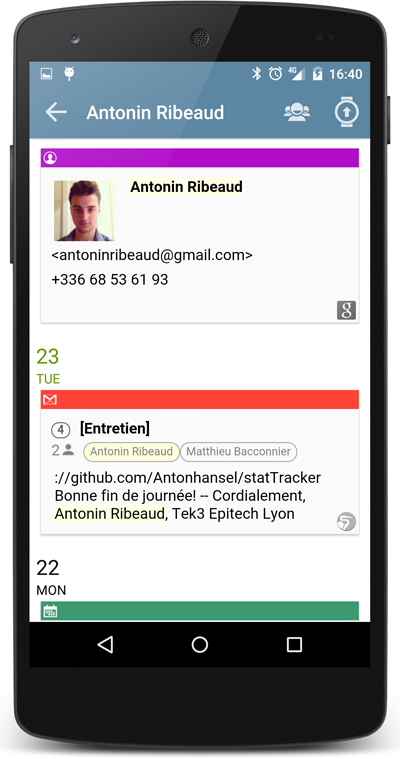 4G 16:40
Antonin Ribeaud
Antonin Ribeaud
<antoninribeaud@gmail.com>
+336 68 53 61 93
g
23
TUE
4 [Entretien]
2 Antonin Ribeaud Matthieu Bacconnier
://github.com/Antonhansel/statTracker
Bonne fin de journée! -- Cordialement,
Antonin Ribeaud, Tek3 Epitech Lyon
22
MON